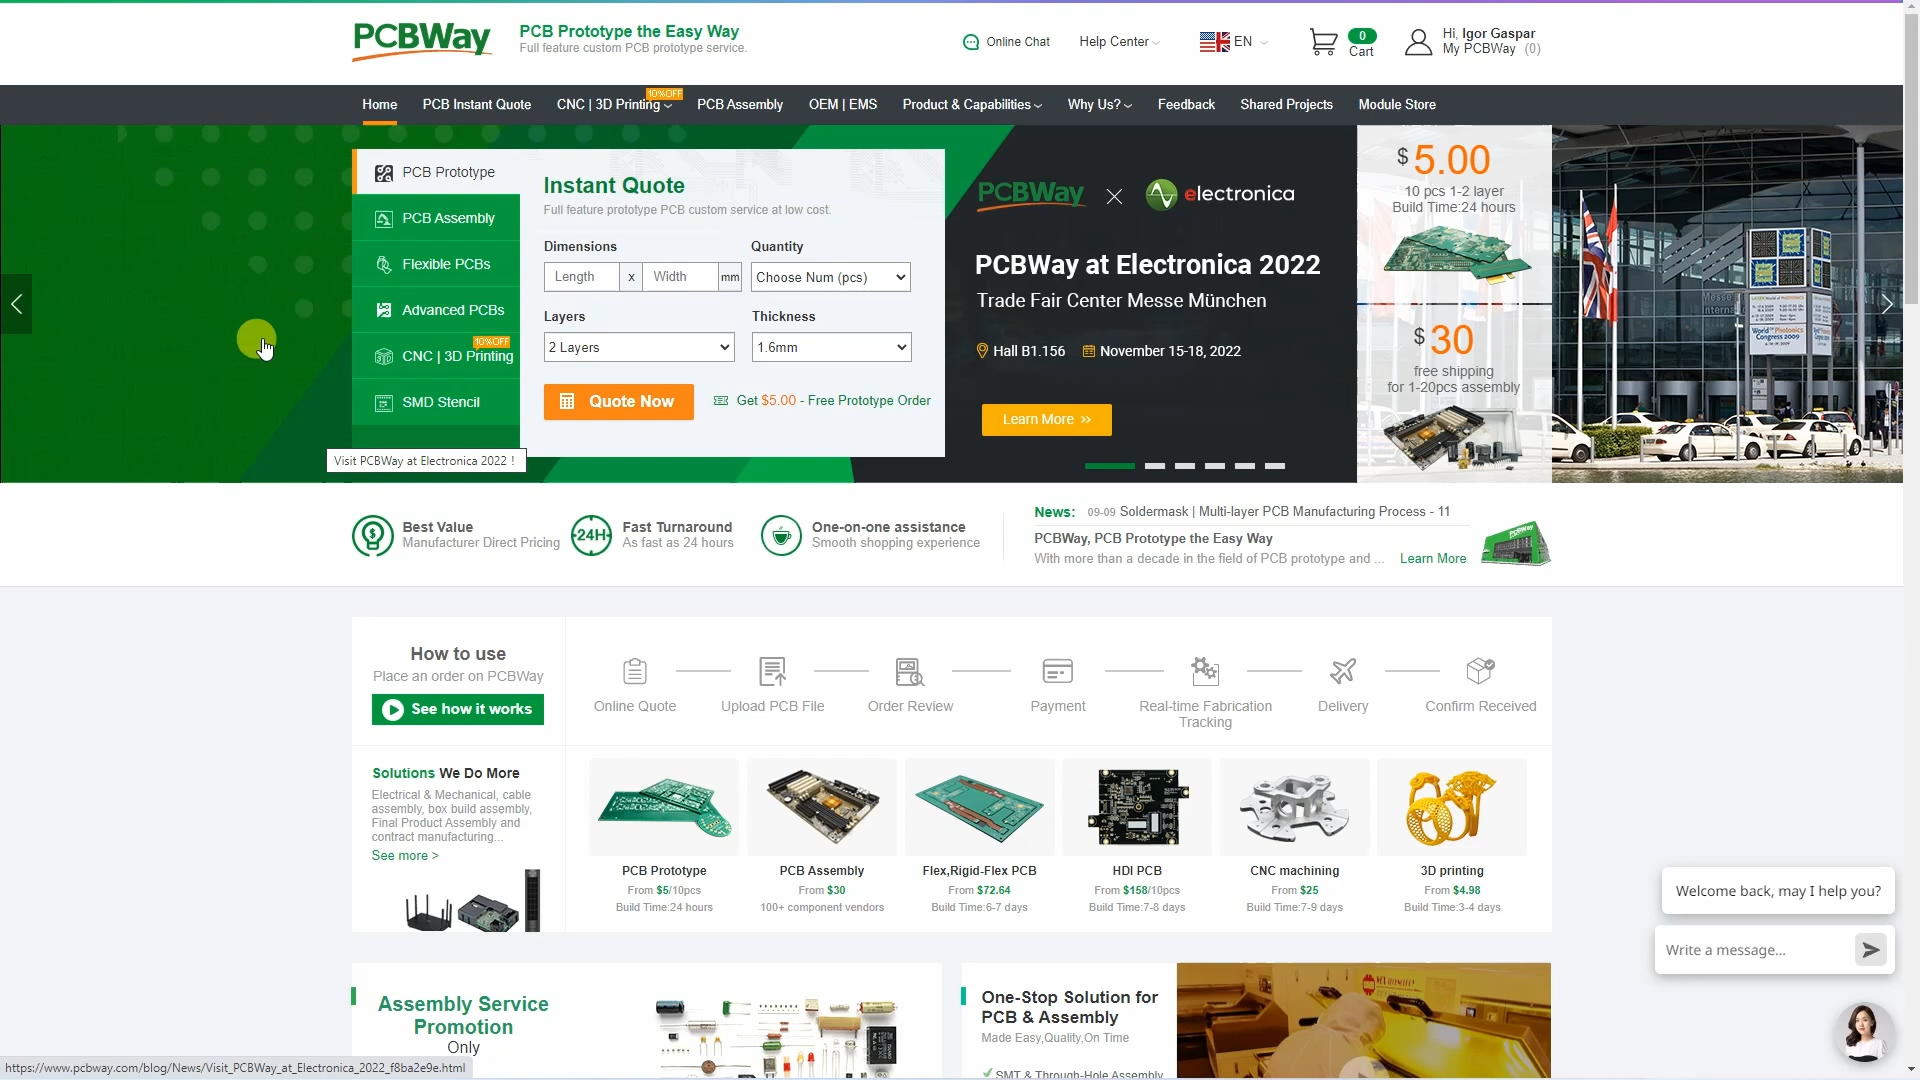 PCBWay
PCB Prototype the Easy Way
Full feature custom PCB prototype service.
Online Chat
Help Center
EN
0
Cart
Hi, Igor Gaspar
My PCBWay (0)
Home
PCB Instant Quote
10%OFF
CNC | 3D Printing
PCB Assembly
OEM | EMS
Product & Capabilities
Why Us?
Feedback
Shared Projects
Module Store
PCB Prototype
PCB Assembly
Flexible PCBs
Advanced PCBs
10%OFF
CNC | 3D Printing
SMD Stencil
Visit PCBWay at Electronica 2022 !
Instant Quote
Full feature prototype PCB custom service at low cost.
Dimensions
Quantity
Length x Width mm
Choose Num (pcs)
Layers
Thickness
2 Layers
1.6mm
Quote Now
Get $5.00 - Free Prototype Order
PCBWay
electronica
PCBWay at Electronica 2022
Trade Fair Center Messe München
Hall B1.156
November 15-18, 2022
Learn More
$ 5.00
10 pcs 1-2 layer
Build Time:24 hours
$ 30
free shipping
for 1-20pcs assembly
World of
Photonics
Congress 2009
Best Value
Manufacturer Direct Pricing
24H
Fast Turnaround
As fast as 24 hours
One-on-one assistance
Smooth shopping experience
News: 09-09 Soldermask | Multi-layer PCB Manufacturing Process - 11
PCBWay, PCB Prototype the Easy Way
With more than a decade in the field of PCB prototype and ... Learn More
PCBWay
How to use
Place an order on PCBWay
See how it works
Online Quote
Upload PCB File
Order Review
Payment
Real-time Fabrication
Tracking
Delivery
Confirm Received
Solutions We Do More
Electrical & Mechanical, cable
assembly, box build assembly,
Final Product Assembly and
contract manufacturing...
See more >
PCB Prototype
From $5/10pcs
Build Time:24 hours
PCB Assembly
From $30
100+ component vendors
Flex,Rigid-Flex PCB
From $72.64
Build Time:6-7 days
HDI PCB
From $158/10pcs
Build Time:7-8 days
CNC machining
From $25
Build Time:7-9 days
3D printing
From $4.98
Build Time:3-4 days
Welcome back, may I help you?
Write a message...
Assembly Service
Promotion
Only
One-Stop Solution for
PCB & Assembly
Made Easy,Quality,On Time
SMT & Through-Hole Assembly
https://www.pcbway.com/blog/News/Visit_PCBWay_at_Electronica_2022_f8ba2e9e.html